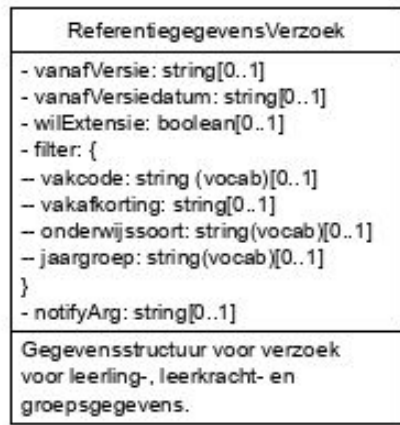 ReferentiegegevensVerzoek
- vanafVersie: string[0..1]
- vanafVersiedatum: string[0..1]
- wilExtensie: boolean[0..1]
- filter: {
-- vakcode: string (vocab)[0..1]
-- vakafkorting: string[0..1]
-- onderwijssoort: string(vocab)[0..1]
-- jaargroep: string(vocab)[0..1]
}
- notifyArg: string[0..1]
Gegevensstructuur voor verzoek
voor leerling-, leerkracht- en
groepsgegevens.